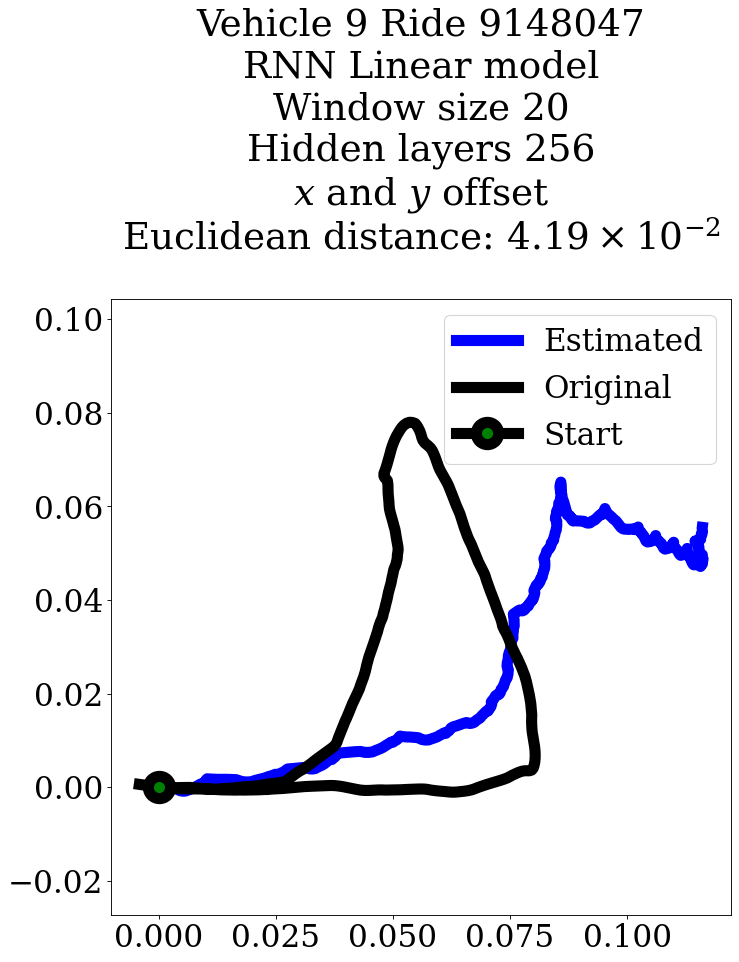 Vehicle 9 Ride 9148047
RNN Linear model
Window size 20
Hidden layers 256
x and y offset
Euclidean distance: 4.19 × 10⁻²
0.10
0.08
0.06
0.04
0.02
0.00
−0.02
Estimated
Original
Start
0.000 0.025 0.050 0.075 0.100